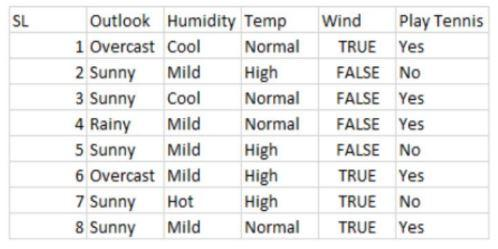 SL Outlook Humidity Temp Wind Play Tennis
1 Overcast Cool Normal TRUE Yes
2 Sunny Mild High FALSE No
3 Sunny Cool Normal FALSE Yes
4 Rainy Mild Normal FALSE Yes
5 Sunny Mild High FALSE No
6 Overcast Mild High TRUE Yes
7 Sunny Hot High TRUE No
8 Sunny Mild Normal TRUE Yes